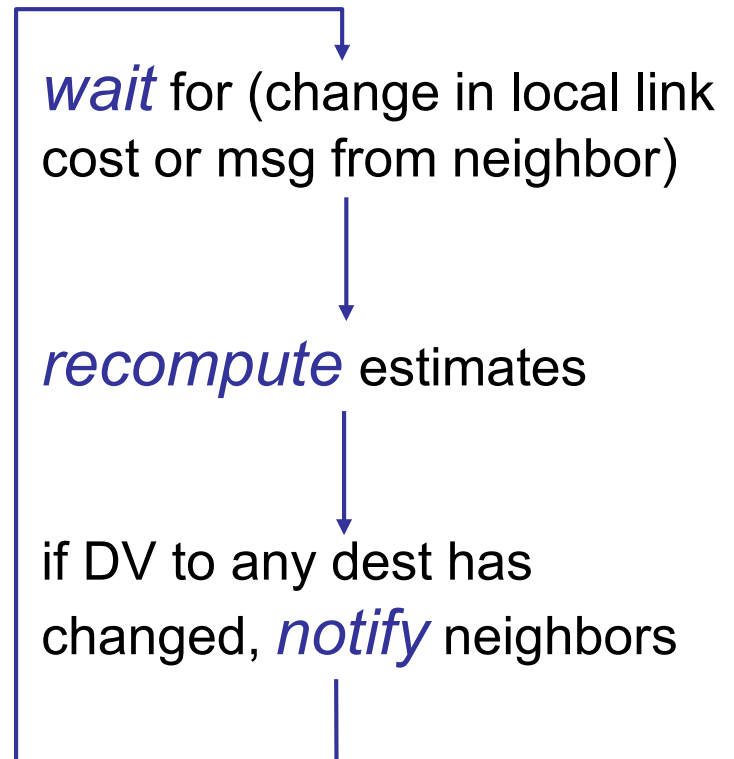 wait for (change in local link
cost or msg from neighbor)
recompute estimates
if DV to any dest has
changed, notify neighbors